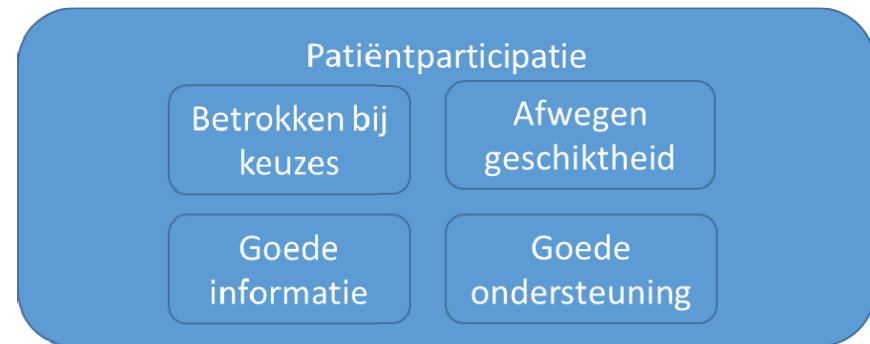 Patiëntparticipatie
Betrokken bij
keuzes
Afwegen
geschiktheid
Goede
informatie
Goede
ondersteuning